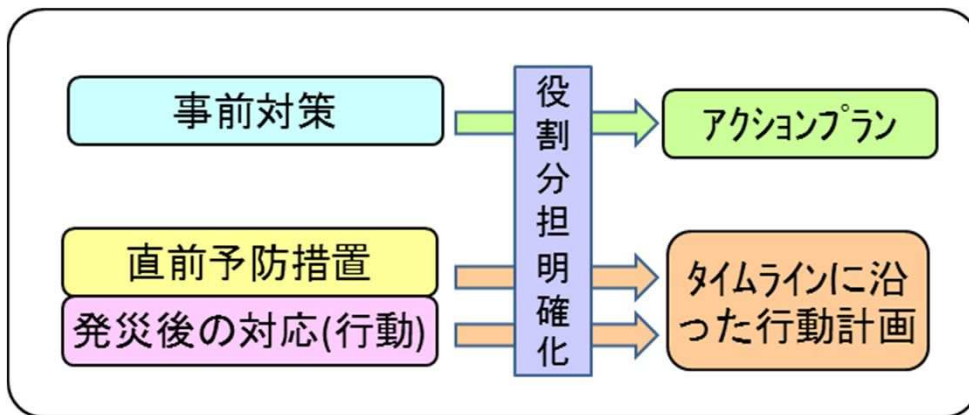 事前対策
役割分担明確化
アクションプラン
直前予防措置
発災後の対応(行動)
タイムラインに沿
った行動計画